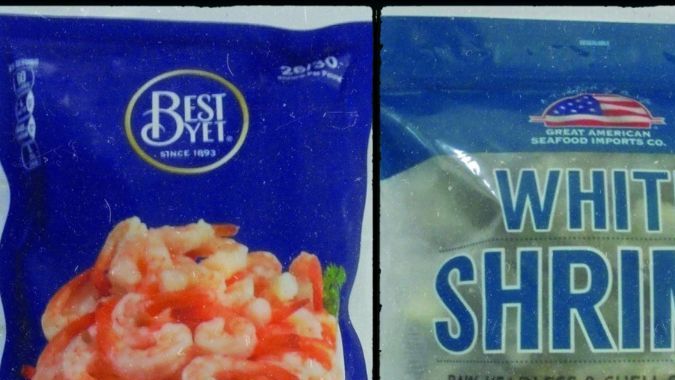 26/30
BEST
YET®
SINCE 1893
GREAT AMERICAN
SEAFOOD IMPORTS CO.
WHIT
SHRIM